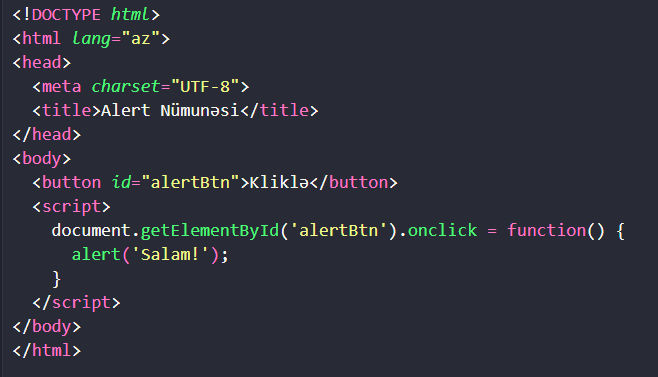 <!DOCTYPE html>
<html lang="az">
<head>
  <meta charset="UTF-8">
  <title>Alert Nümunəsi</title>
</head>
<body>
  <button id="alertBtn">Kliklə</button>
  <script>
    document.getElementById('alertBtn').onclick = function() {
      alert('Salam!');
    }
  </script>
</body>
</html>